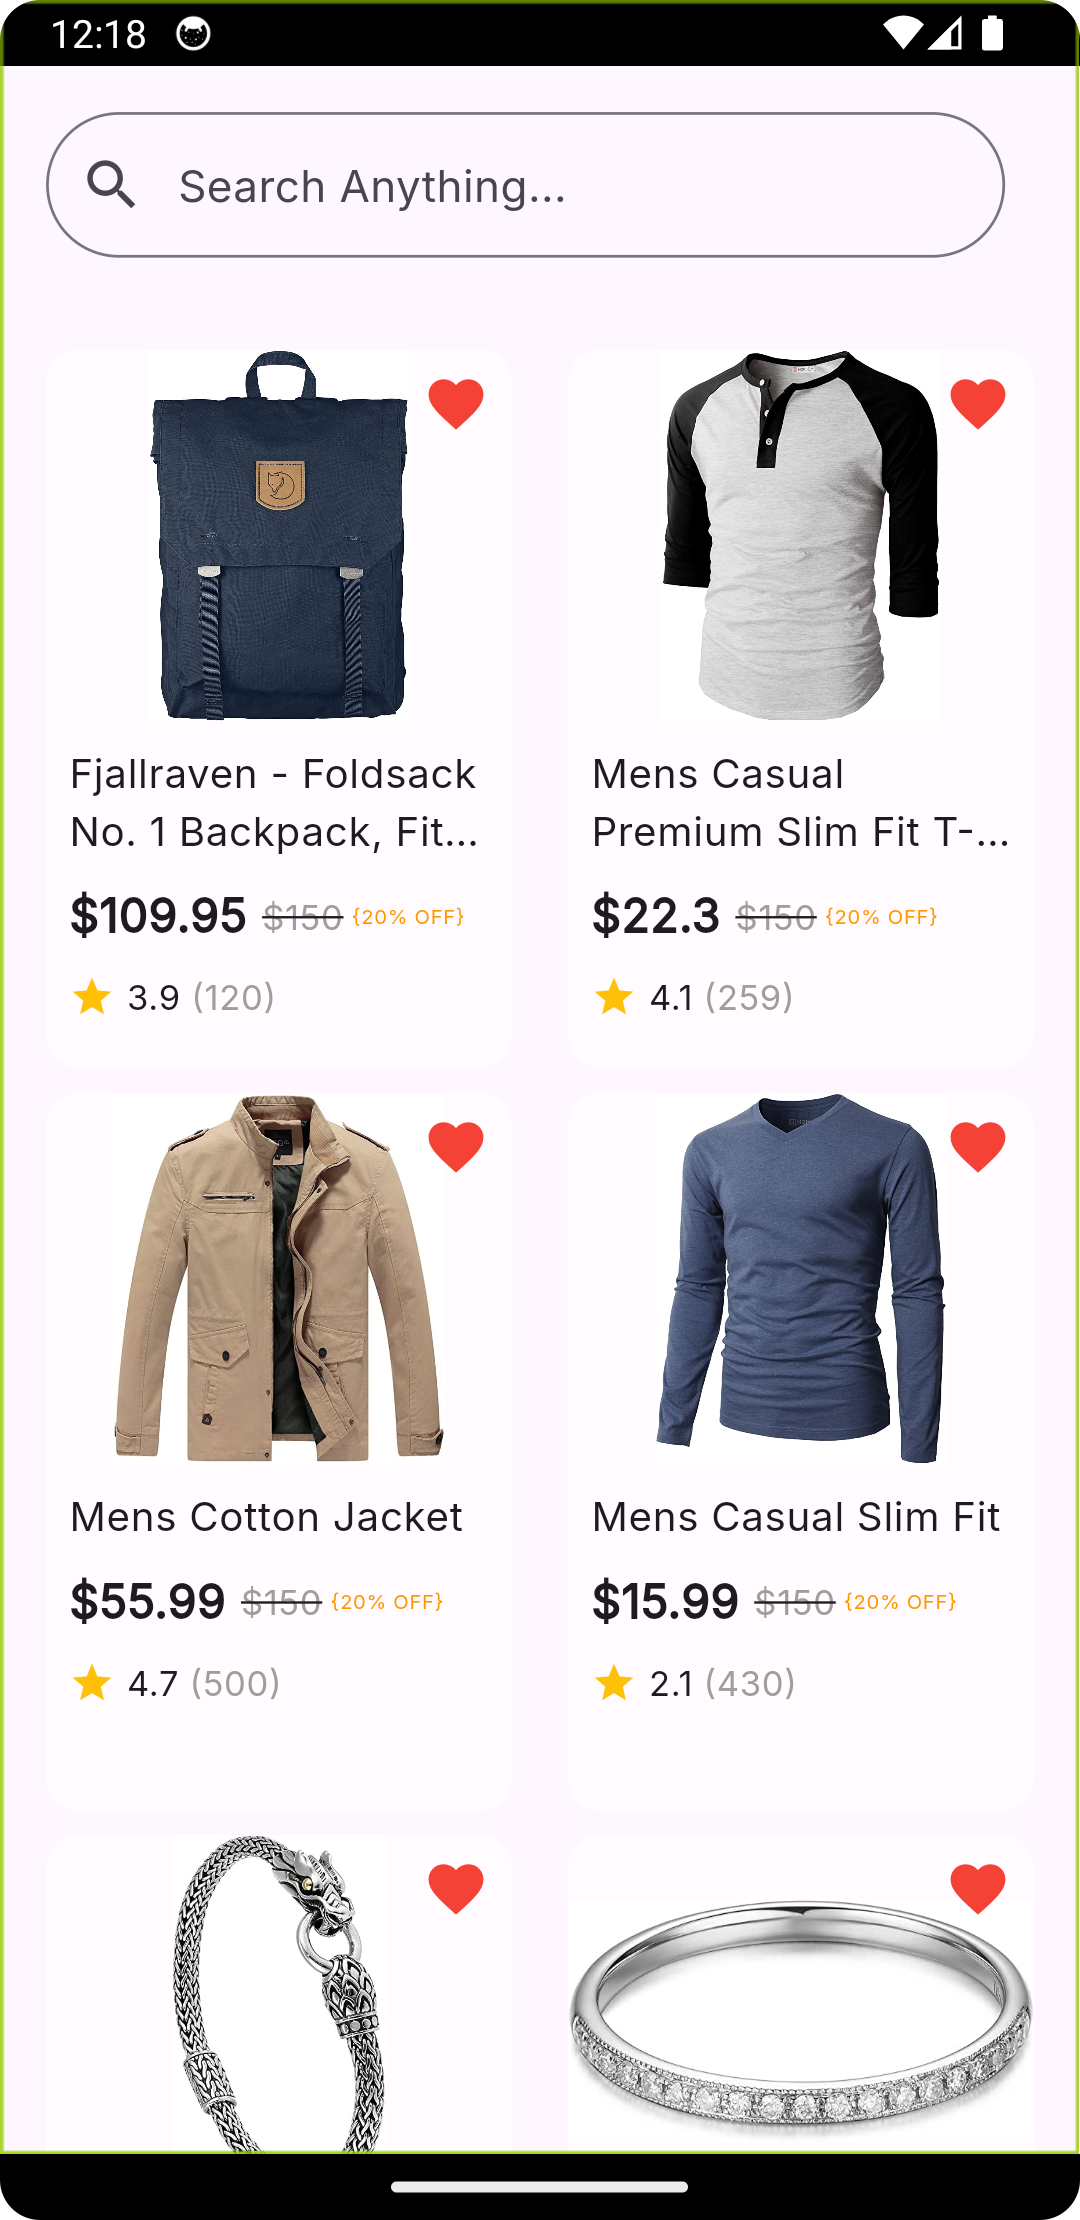 12:18
Search Anything...
Fjallraven - Foldsack
No. 1 Backpack, Fit...
$109.95 $150 {20% OFF}
3.9 (120)
Mens Casual
Premium Slim Fit T-...
$22.3 $150 {20% OFF}
4.1 (259)
Mens Cotton Jacket
$55.99 $150 {20% OFF}
4.7 (500)
Mens Casual Slim Fit
$15.99 $150 {20% OFF}
2.1 (430)